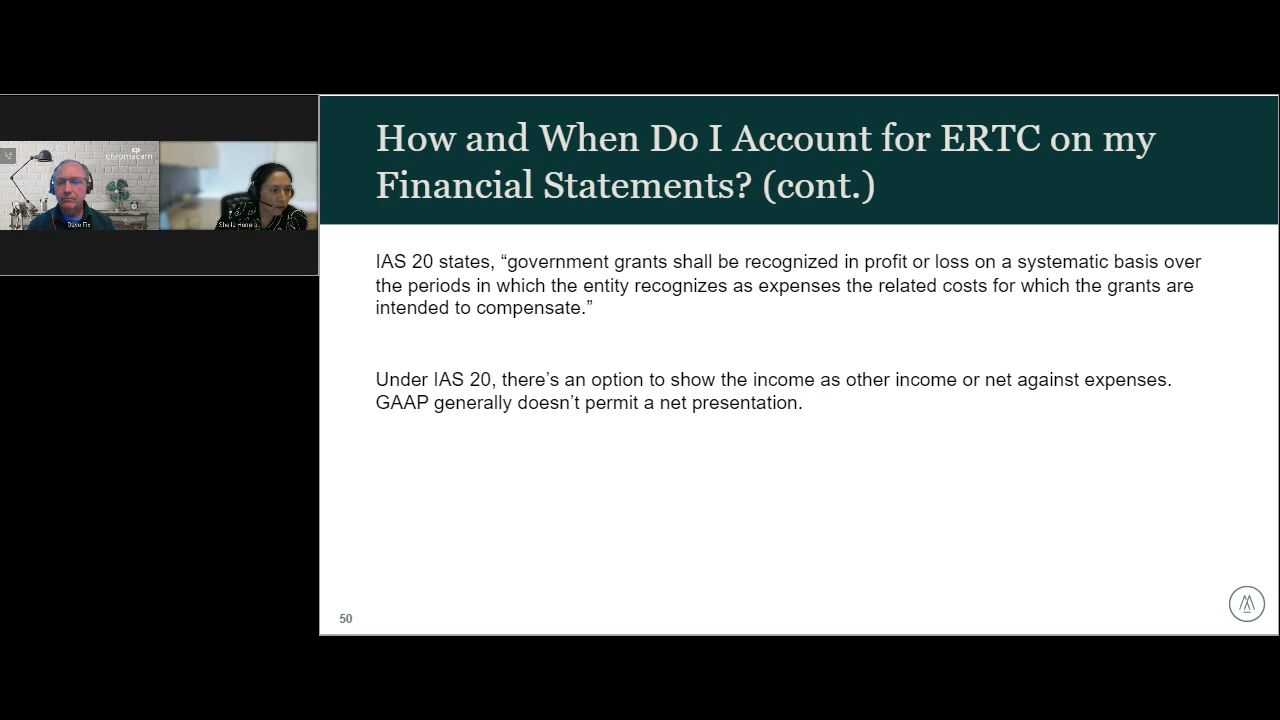 chromacam
Dave Fix
How and When Do I Account for ERTC on my
Financial Statements? (cont.)
IAS 20 states, “government grants shall be recognized in profit or loss on a systematic basis over
the periods in which the entity recognizes as expenses the related costs for which the grants are
intended to compensate.”
Under IAS 20, there’s an option to show the income as other income or net against expenses.
GAAP generally doesn’t permit a net presentation.
50